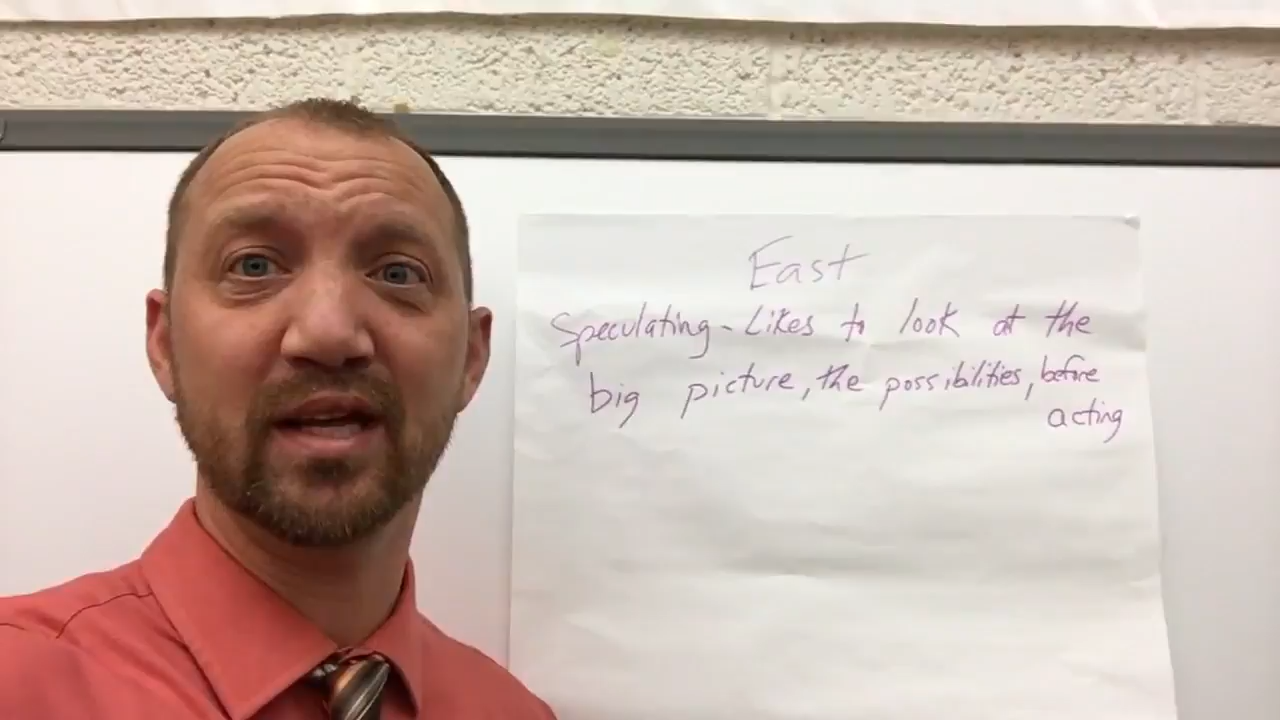 East
Speculating - Likes to look at the
big picture, the possibilities, before
acting